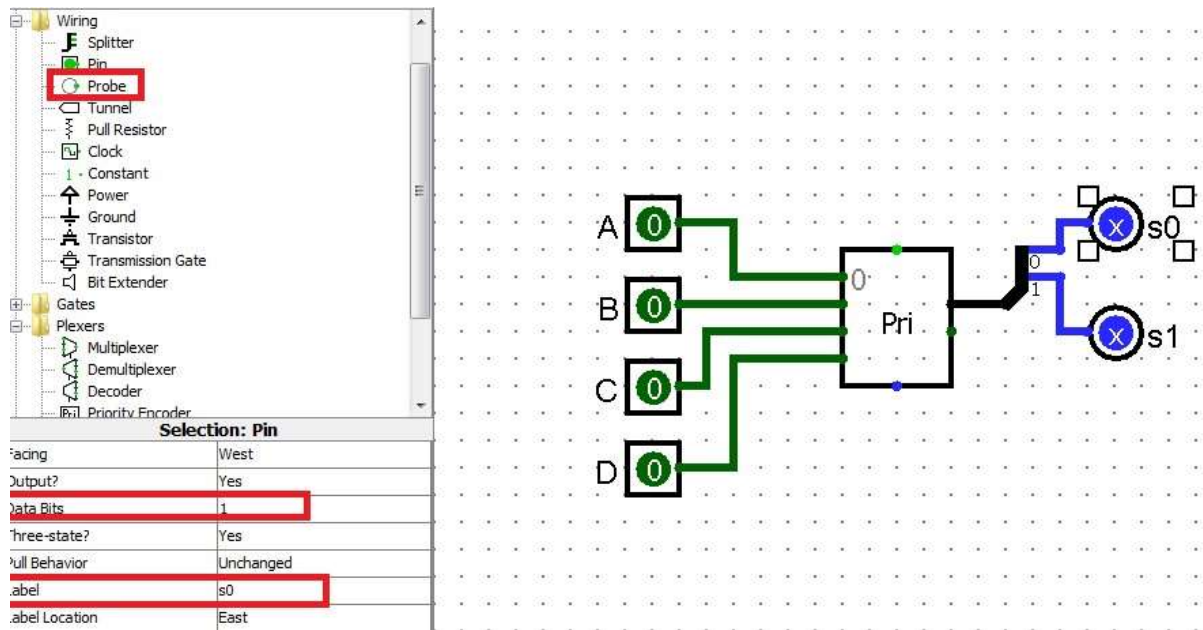 Wiring
Splitter
Pin
Probe
Tunnel
Pull Resistor
Clock
1 - Constant
Power
Ground
Transistor
Transmission Gate
Bit Extender
Gates
Plexers
Multiplexer
Demultiplexer
Decoder
Pri Priority Encoder
Selection: Pin
Facing West
Output? Yes
Data Bits 1
Three-state? Yes
Pull Behavior Unchanged
Label s0
Label Location East
A 0
B 0
C 0
D 0
0
Pri
0
1
x s0
x s1